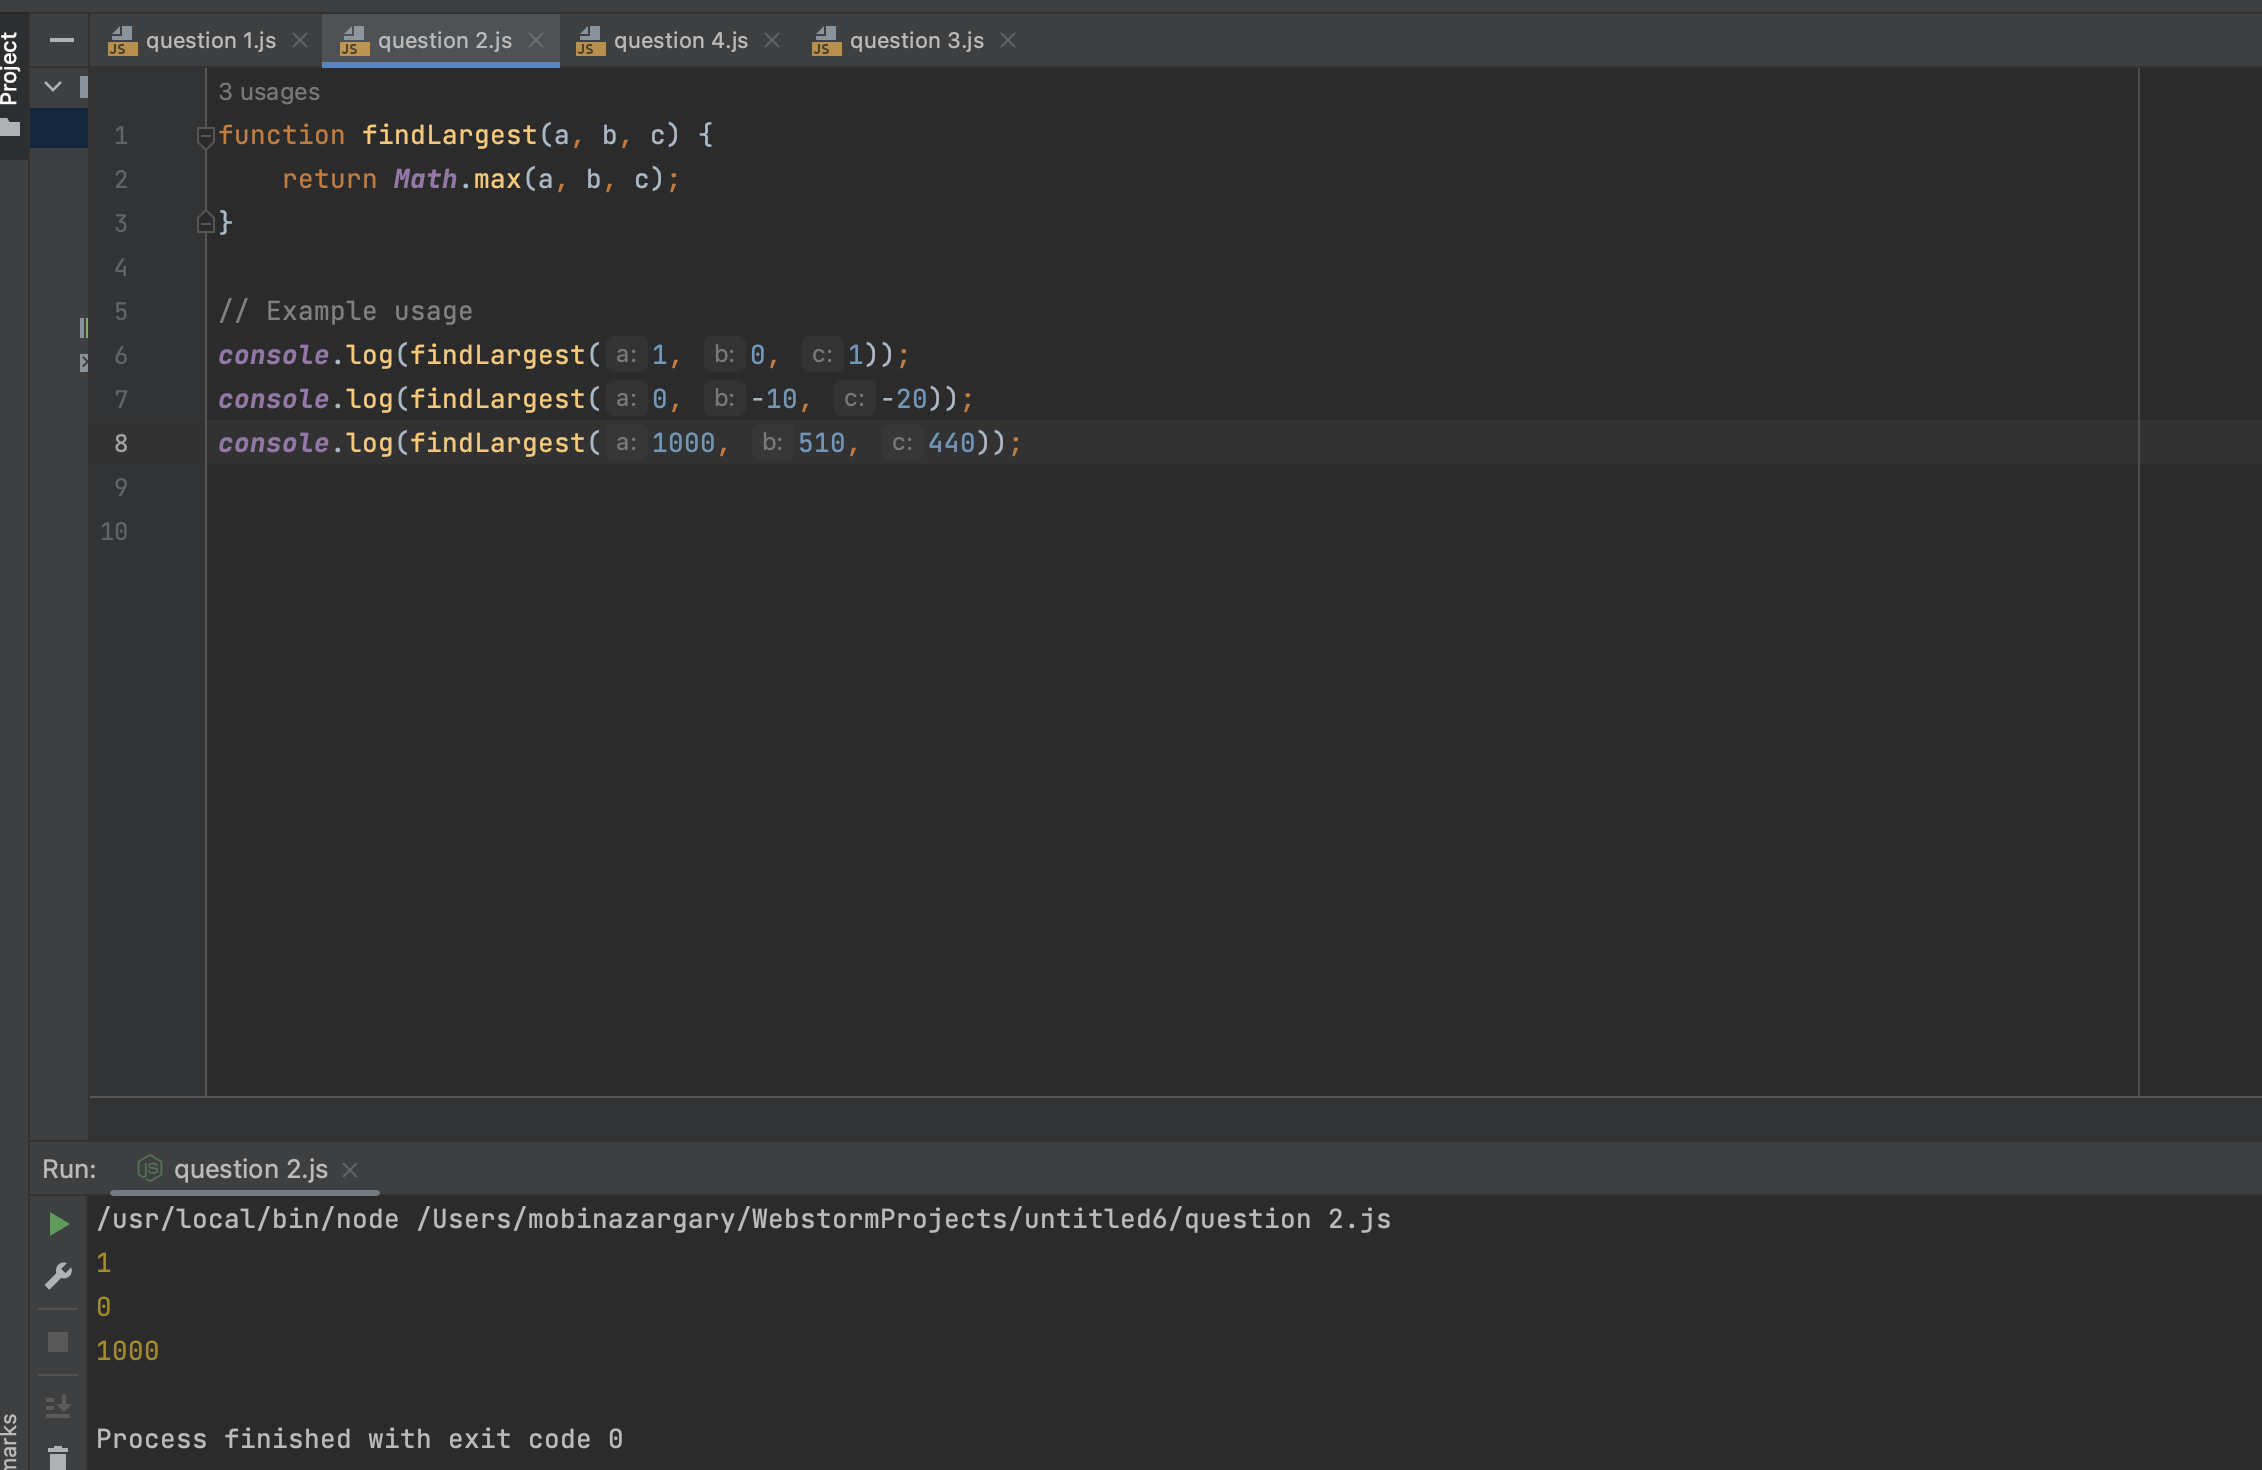 Project
question 1.js
question 2.js
question 4.js
question 3.js
3 usages
1 function findLargest(a, b, c) {
2     return Math.max(a, b, c);
3 }
4
5 // Example usage
6 console.log(findLargest( a: 1, b: 0, c: 1));
7 console.log(findLargest( a: 0, b: -10, c: -20));
8 console.log(findLargest( a: 1000, b: 510, c: 440));
9
10
Run: question 2.js
/usr/local/bin/node /Users/mobinazargary/WebstormProjects/untitled6/question 2.js
1
0
1000
Process finished with exit code 0
marks